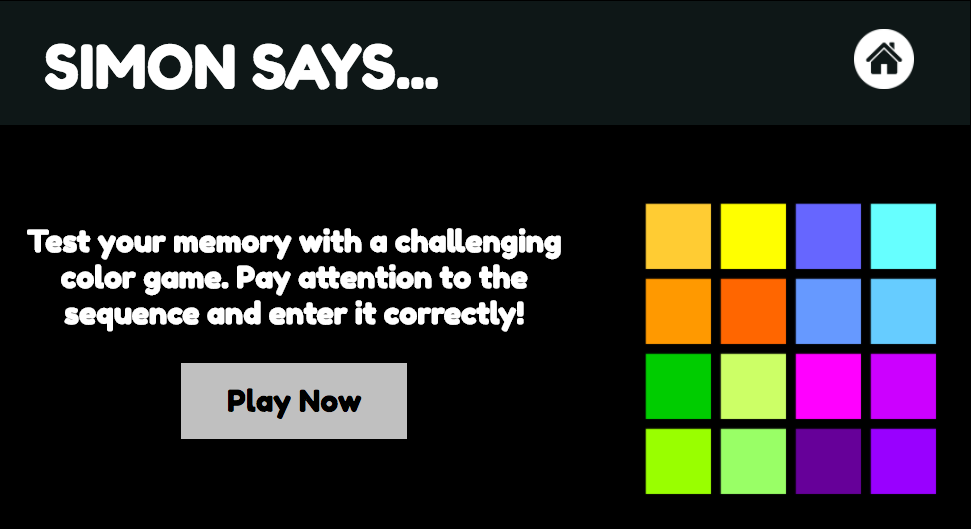 SIMON SAYS...
Test your memory with a challenging
color game. Pay attention to the
sequence and enter it correctly!
Play Now